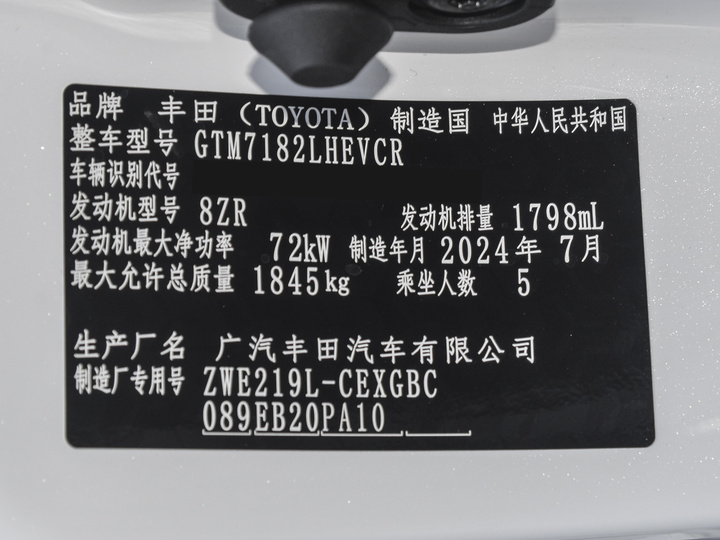 品牌 丰田（TOYOTA）制造国 中华人民共和国
整车型号 GTM7182LHEVCR
车辆识别代号
发动机型号 8ZR 发动机排量 1798mL
发动机最大净功率 72kW 制造年月 2024年 7月
最大允许总质量 1845kg 乘坐人数 5
生产厂名 广汽丰田汽车有限公司
制造厂专用号 ZWE219L-CEXGBC
089EB20PA10